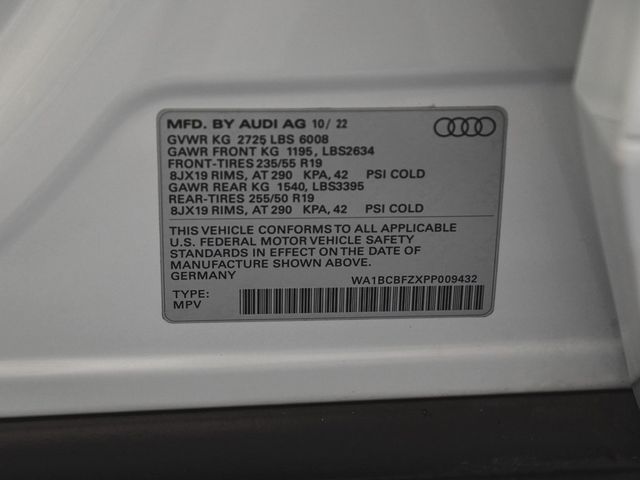 MFD. BY AUDI AG 10/ 22
GVWR KG 2725 LBS 6008
GAWR FRONT KG 1195, LBS2634
FRONT-TIRES 235/55 R19
8JX19 RIMS, AT 290 KPA, 42 PSI COLD
GAWR REAR KG 1540, LBS3395
REAR-TIRES 255/50 R19
8JX19 RIMS, AT 290 KPA, 42 PSI COLD
THIS VEHICLE CONFORMS TO ALL APPLICABLE
U.S. FEDERAL MOTOR VEHICLE SAFETY
STANDARDS IN EFFECT ON THE DATE OF
MANUFACTURE SHOWN ABOVE.
GERMANY
WA1BCBFZXPP009432
TYPE:
MPV